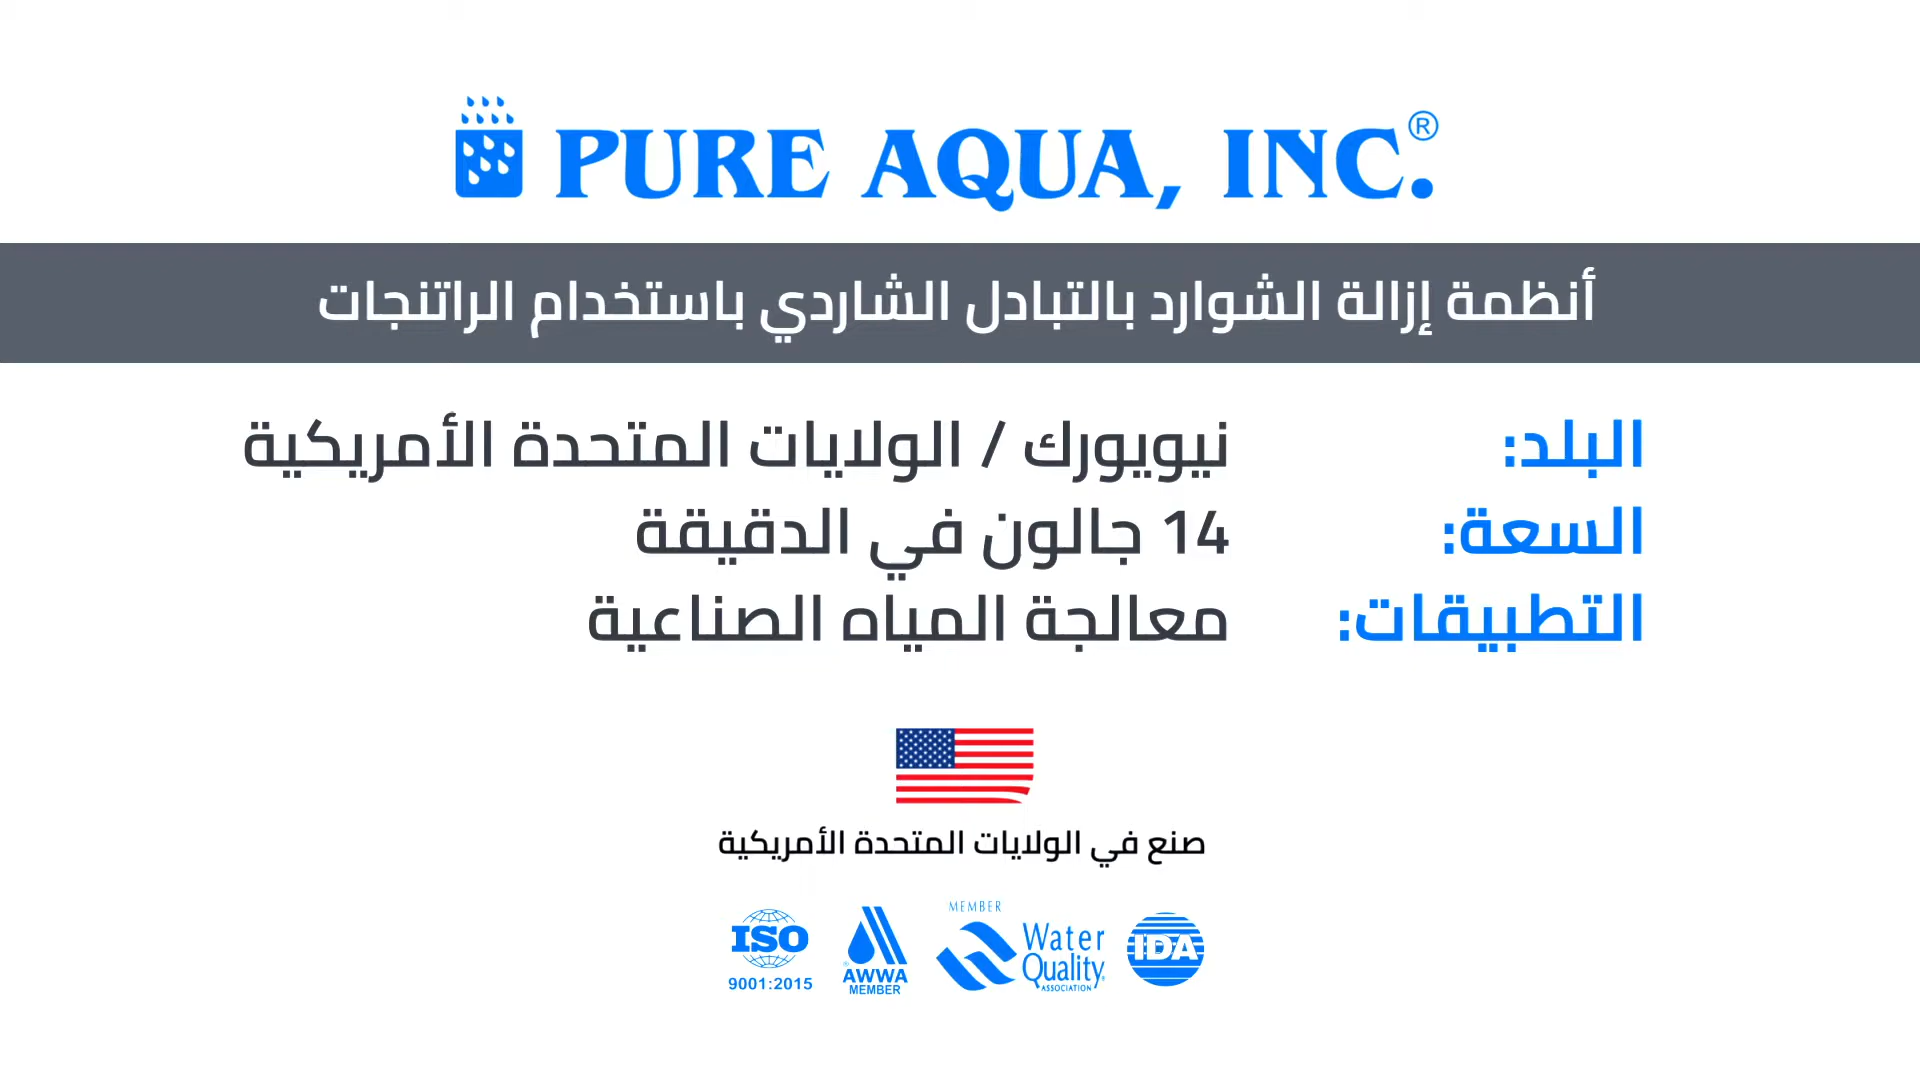 PURE AQUA, INC.®
أنظمة إزالة الشوارد بالتبادل الشاردي باستخدام الراتنجات
البلد: نيويورك / الولايات المتحدة الأمريكية
السعة: 14 جالون في الدقيقة
التطبيقات: معالجة المياه الصناعية
صنع في الولايات المتحدة الأمريكية
ISO
9001:2015
AWWA
MEMBER
MEMBER
Water
Quality
ASSOCIATION
IDA